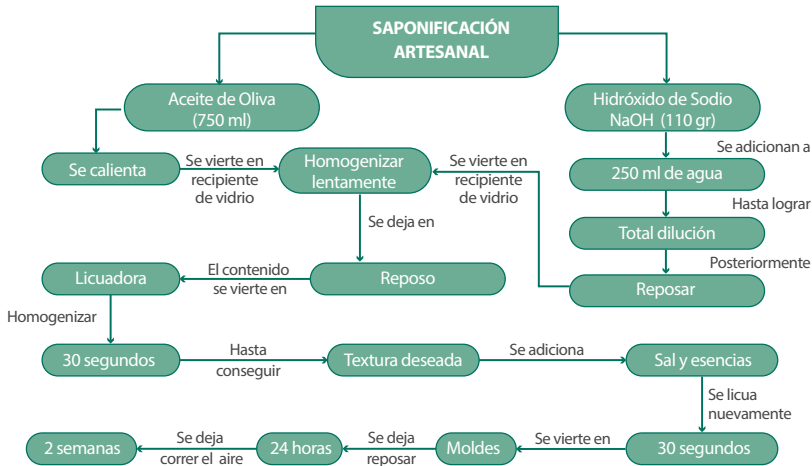 SAPONIFICACIÓN
ARTESANAL
Aceite de Oliva
(750 ml)
Hidróxido de Sodio
NaOH (110 gr)
Se adicionan a
Se calienta
Se vierte en
recipiente
de vidrio
Homogenizar
lentamente
Se vierte en
recipiente
de vidrio
250 ml de agua
Hasta lograr
Se deja en
Total dilución
Posteriormente
Licuadora
El contenido
se vierte en
Reposo
Reposar
Homogenizar
30 segundos
Hasta
conseguir
Textura deseada
Se adiciona
Sal y esencias
Se licua
nuevamente
2 semanas
Se deja
correr el aire
24 horas
Se deja
reposar
Moldes
Se vierte en
30 segundos